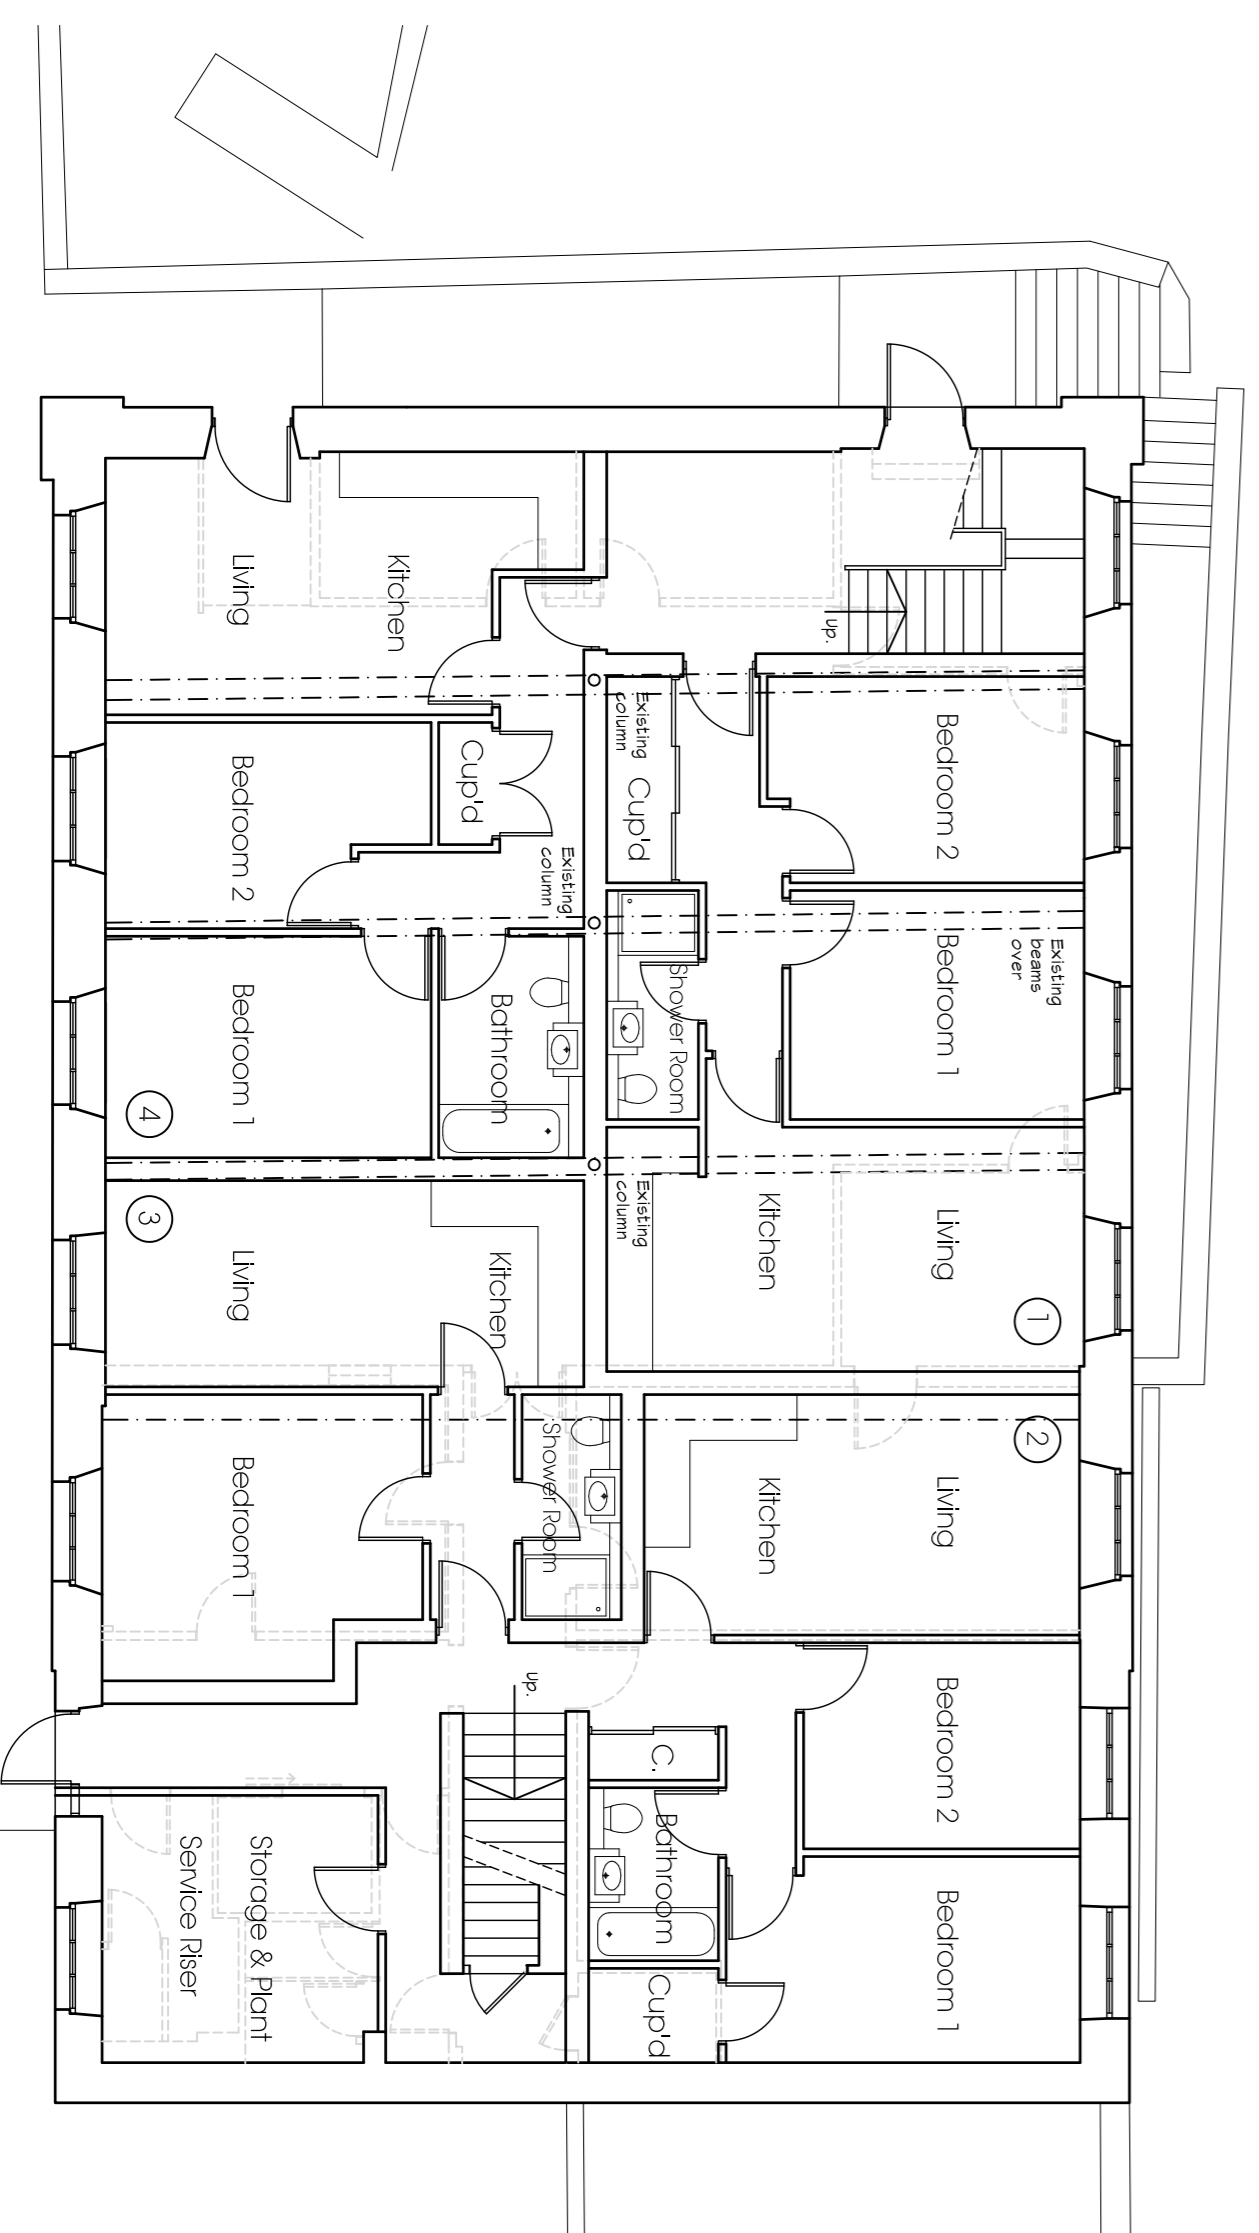 Existing
beams
over
1
2
Bedroom 2
Bedroom 1
Living
Living
Bedroom 2
Bedroom 1
up.
Kitchen
Kitchen
Existing
column
Cup'd
Shower Room
Existing
column
C.
Bathroom
Cup'd
Existing
column
Shower Room
up.
Cup'd
Bathroom
Kitchen
Kitchen
Living
Bedroom 2
Bedroom 1
Living
Bedroom 1
Storage & Plant
Service Riser
4
3